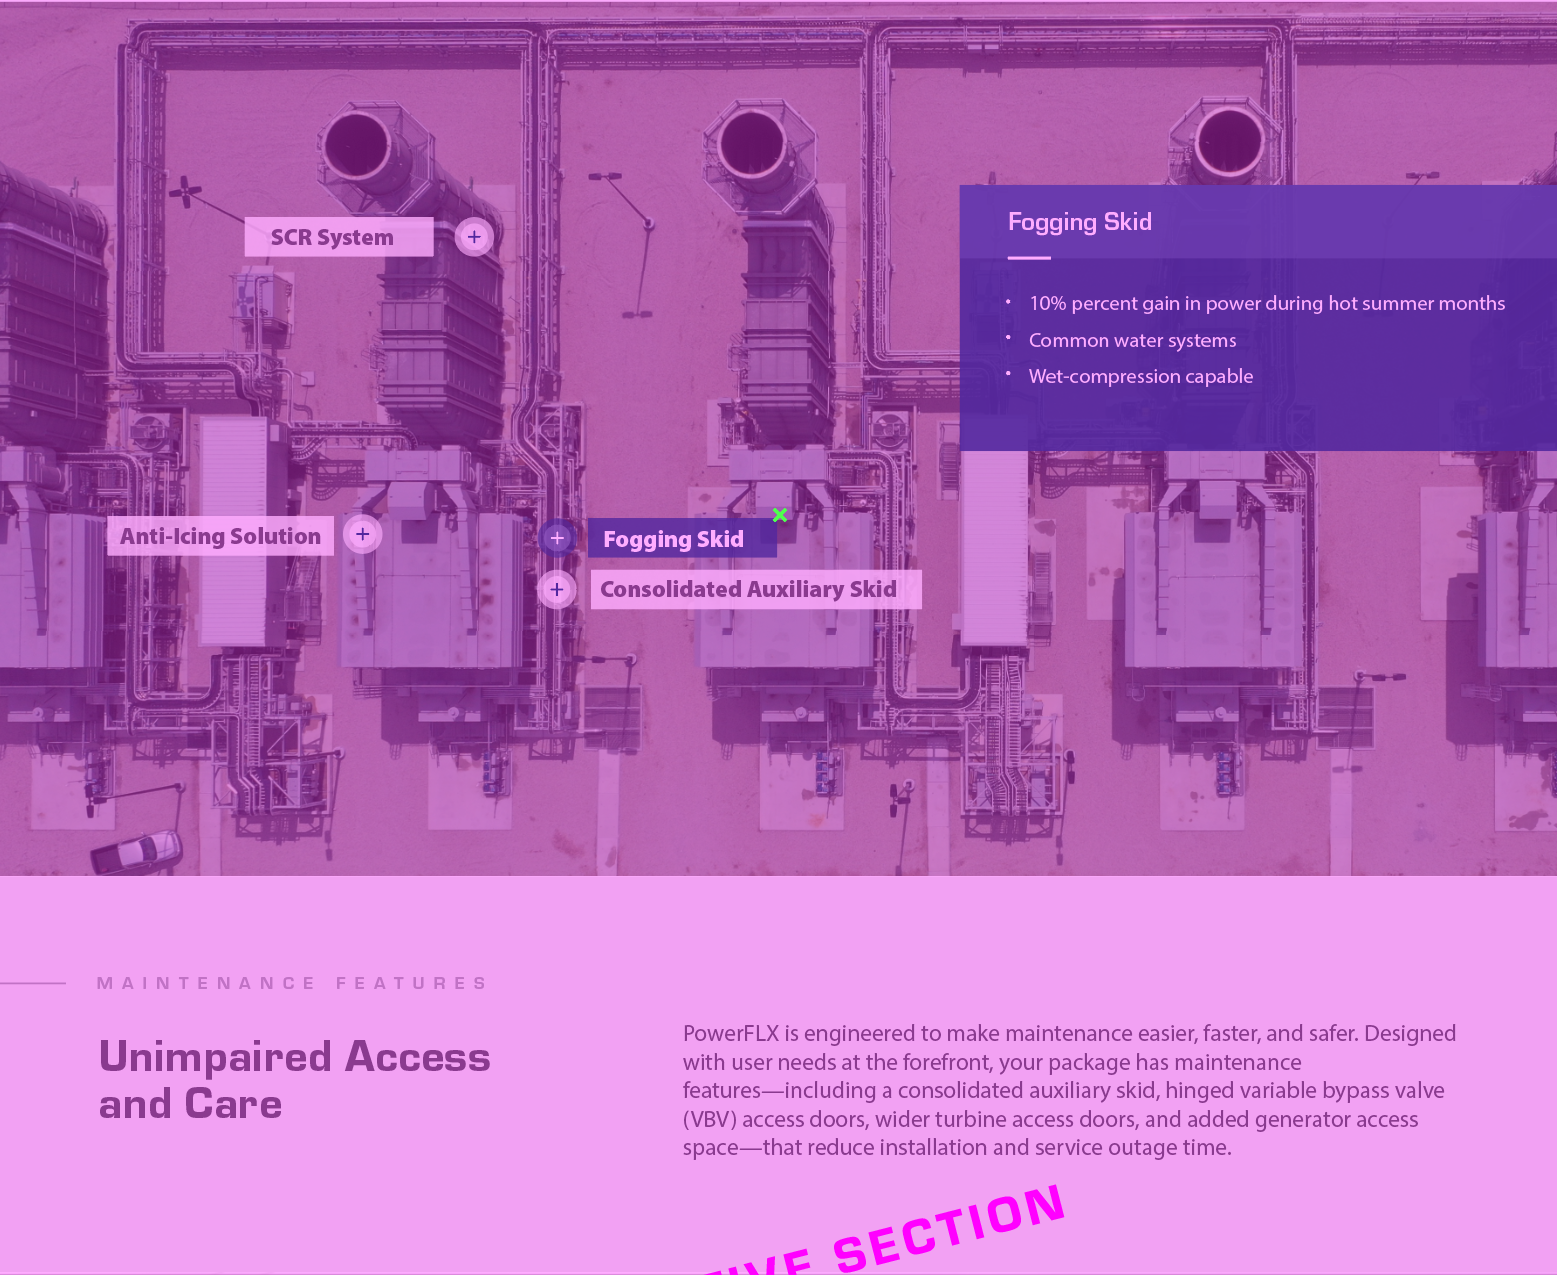 SCR System
Fogging Skid
10% percent gain in power during hot summer months
Common water systems
Wet-compression capable
Anti-Icing Solution
Fogging Skid
Consolidated Auxiliary Skid
MAINTENANCE FEATURES
Unimpaired Access
and Care
PowerFLX is engineered to make maintenance easier, faster, and safer. Designed
with user needs at the forefront, your package has maintenance
features—including a consolidated auxiliary skid, hinged variable bypass valve
(VBV) access doors, wider turbine access doors, and added generator access
space—that reduce installation and service outage time.
SECTION